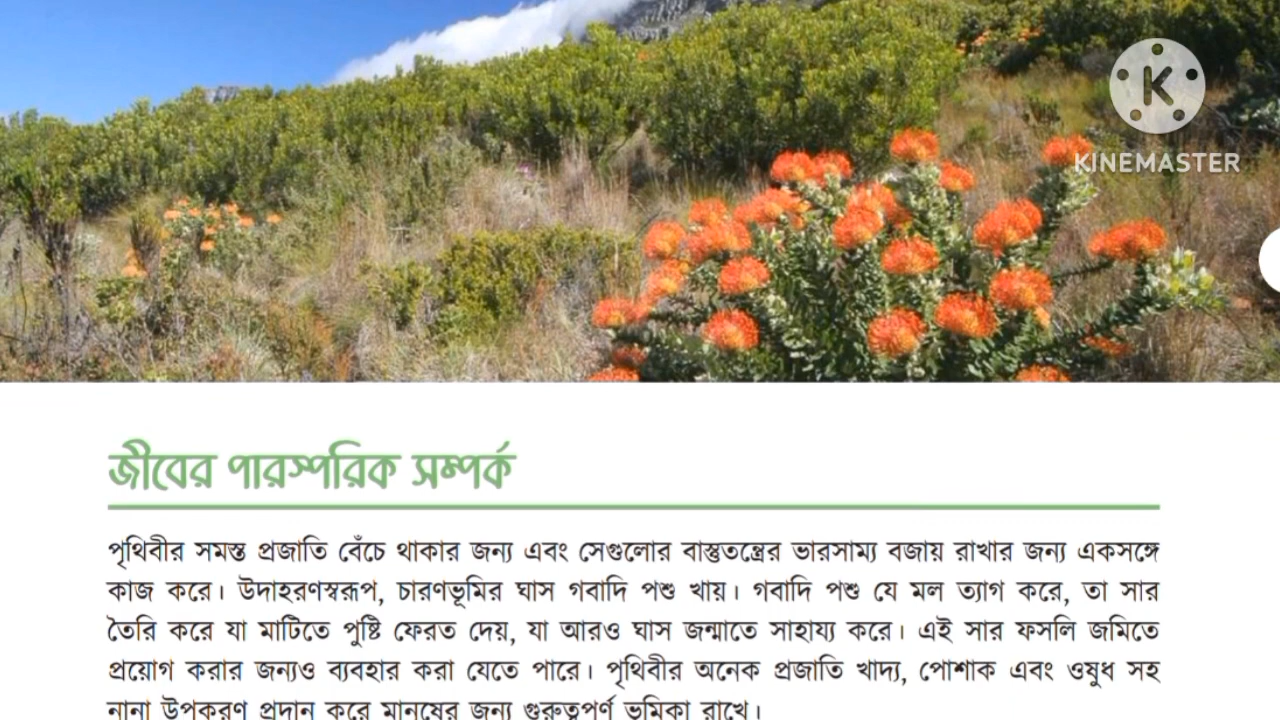 K
KINEMASTER
জীবের পারস্পরিক সম্পর্ক
পৃথিবীর সমস্ত প্রজাতি বেঁচে থাকার জন্য এবং সেগুলোর বাস্তুতন্ত্রের ভারসাম্য বজায় রাখার জন্য একসঙ্গে
কাজ করে। উদাহরণস্বরূপ, চারণভূমির ঘাস গবাদি পশু খায়। গবাদি পশু যে মল ত্যাগ করে, তা সার
তৈরি করে যা মাটিতে পুষ্টি ফেরত দেয়, যা আরও ঘাস জন্মাতে সাহায্য করে। এই সার ফসলি জমিতে
প্রয়োগ করার জন্যও ব্যবহার করা যেতে পারে। পৃথিবীর অনেক প্রজাতি খাদ্য, পোশাক এবং ওষুধ সহ
নানা উপকরণ প্রদান করে মানুষের জন্য গুরুত্বপূর্ণ ভূমিকা রাখে।